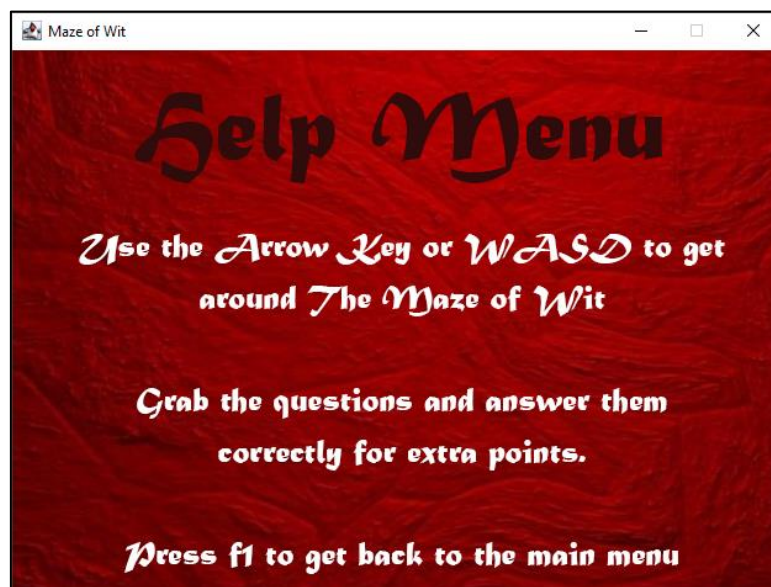 Maze of Wit
Help Menu
Use the Arrow Key or WASD to get
around The Maze of Wit
Grab the questions and answer them
correctly for extra points.
Press f1 to get back to the main menu